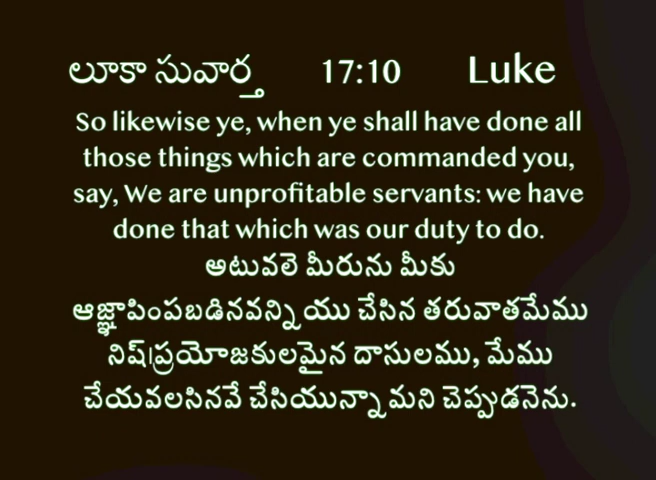 లూకా సువార్త 17:10 Luke
So likewise ye, when ye shall have done all
those things which are commanded you,
say, We are unprofitable servants: we have
done that which was our duty to do.
అటువలె మీరును మీకు
ఆజ్ఞాపింపబడినవన్నియు చేసిన తరువాతమేము
నిష్|ప్రయోజకులమైన దాసులము, మేము
చేయవలసినవే చేసియున్నా మని చెప్పుడనెను.